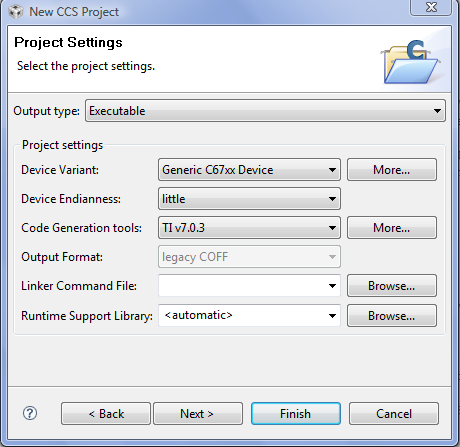 New CCS Project
Project Settings
Select the project settings.
Output type: Executable
Project settings
Device Variant: Generic C67xx Device More...
Device Endianness: little
Code Generation tools: TI v7.0.3 More...
Output Format: legacy COFF
Linker Command File: Browse...
Runtime Support Library: <automatic> Browse...
? < Back Next > Finish Cancel